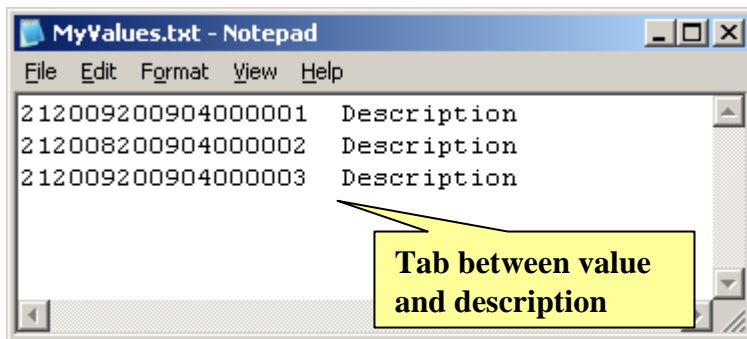 MyValues.txt - Notepad
File Edit Format View Help
212009200904000001 Description
212008200904000002 Description
212009200904000003 Description
Tab between value
and description